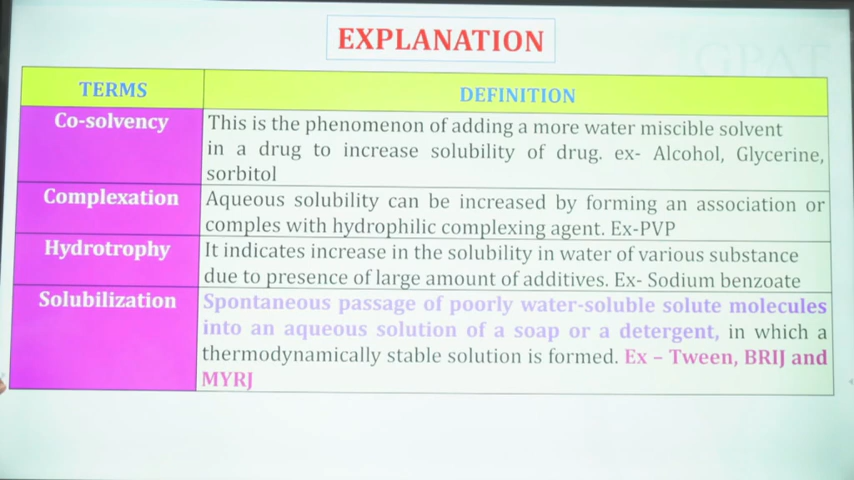 EXPLANATION
GPAT
TERMS
DEFINITION
Co-solvency
This is the phenomenon of adding a more water miscible solvent
in a drug to increase solubility of drug. ex- Alcohol, Glycerine,
sorbitol
Complexation
Aqueous solubility can be increased by forming an association or
comples with hydrophilic complexing agent. Ex-PVP
Hydrotrophy
It indicates increase in the solubility in water of various substance
due to presence of large amount of additives. Ex- Sodium benzoate
Solubilization
Spontaneous passage of poorly water-soluble solute molecules
into an aqueous solution of a soap or a detergent, in which a
thermodynamically stable solution is formed. Ex – Tween, BRIJ and
MYRJ